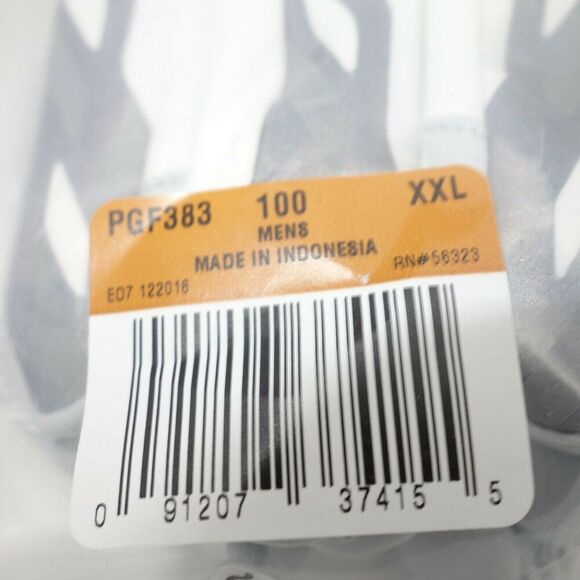 PGF383 100 XXL
MENS
MADE IN INDONESIA RN#56323
ED7 122016
0 91207 37415 5